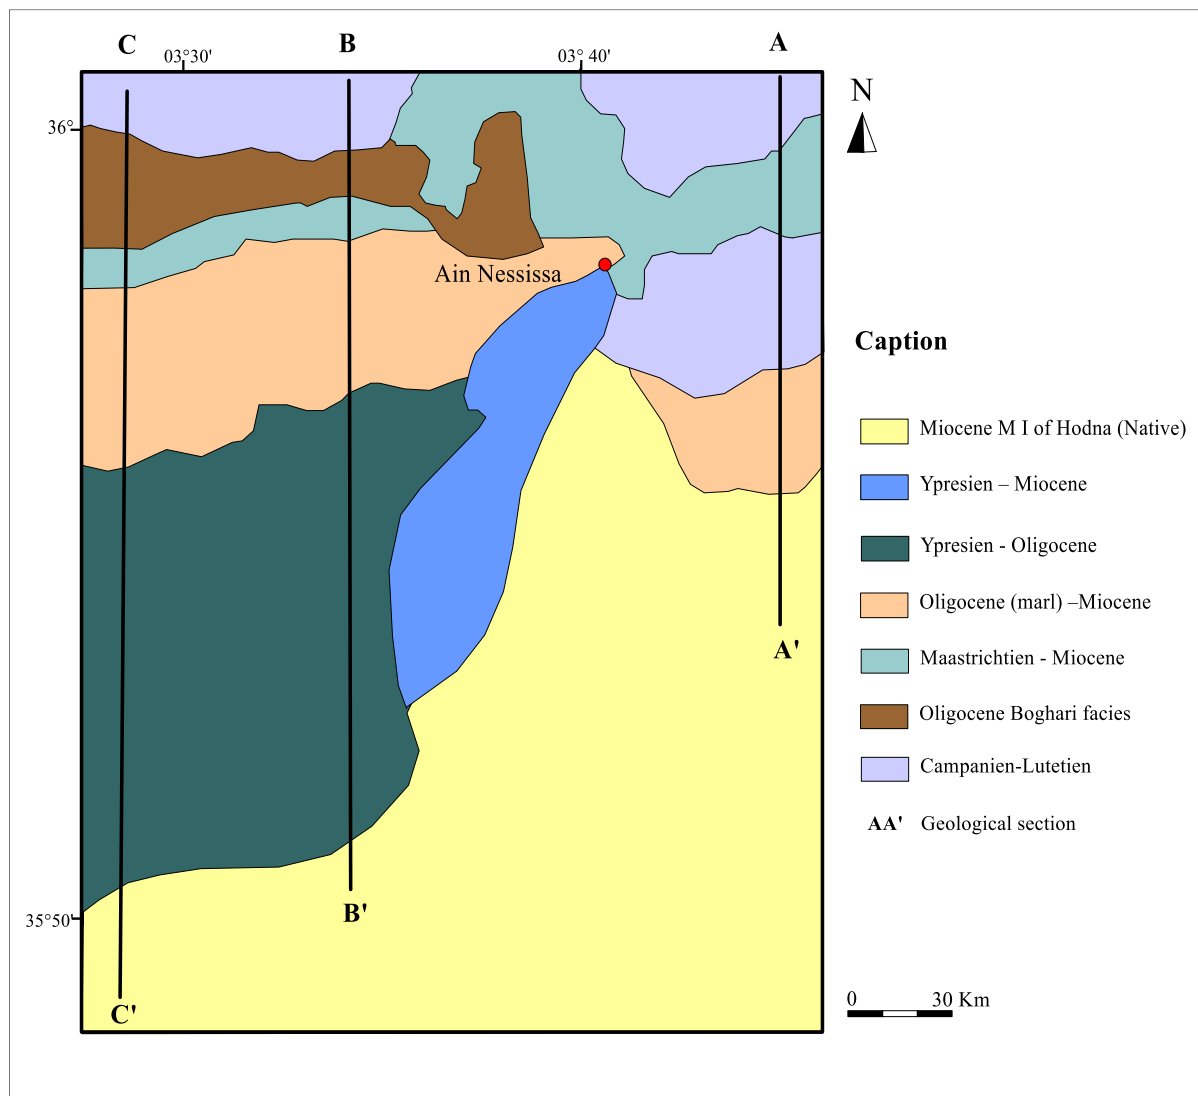 C
B
A
03°30'
03° 40'
N
36°
Ain Nessissa
Caption
Miocene M I of Hodna (Native)
Ypresien – Miocene
Ypresien - Oligocene
Oligocene (marl) –Miocene
A'
Maastrichtien - Miocene
Oligocene Boghari facies
Campanien-Lutetien
AA' Geological section
B'
35°50'
C'
0 30 Km